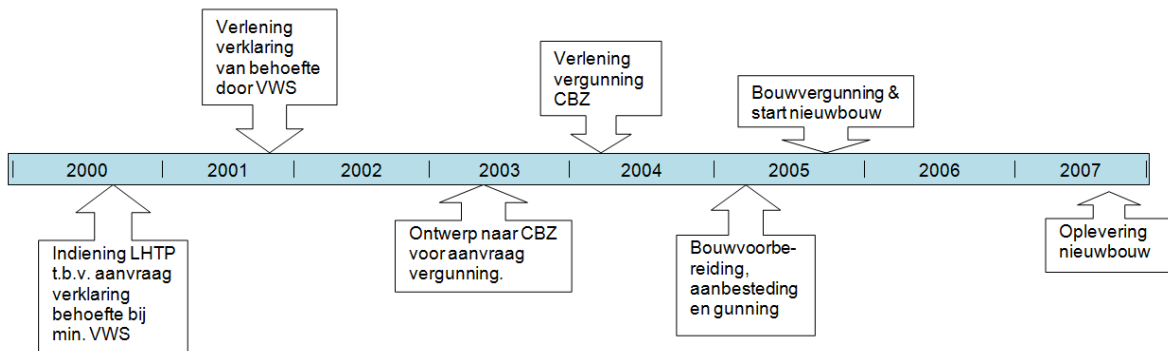 Verlening
verklaring
van behoefte
door VWS
Verlening
vergunning
CBZ
Bouwvergunning &
start nieuwbouw
2000 2001 2002 2003 2004 2005 2006 2007
Indiening LHTP
t.b.v. aanvraag
verklaring
behoefte bij
min. VWS
Ontwerp naar CBZ
voor aanvraag
vergunning.
Bouwvoorbe-
reiding,
aanbesteding
en gunning
Oplevering
nieuwbouw